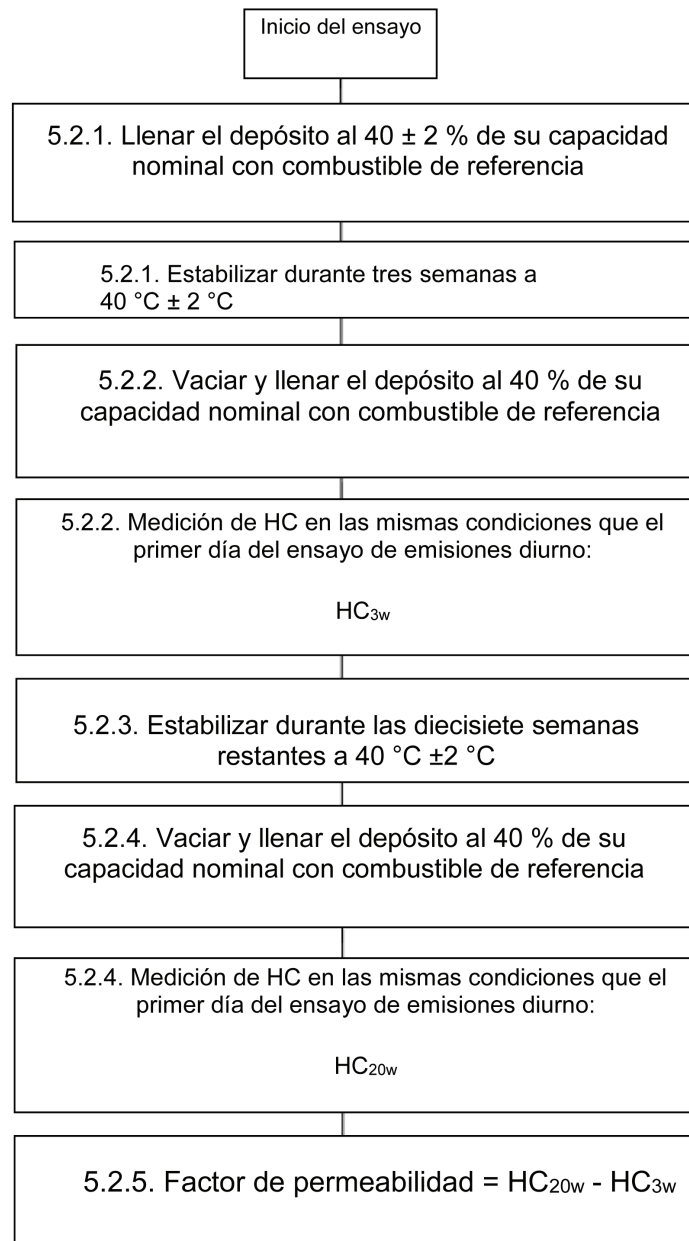 Inicio del ensayo
5.2.1. Llenar el depósito al 40 ± 2 % de su capacidad
nominal con combustible de referencia
5.2.1. Estabilizar durante tres semanas a
40 °C ± 2 °C
5.2.2. Vaciar y llenar el depósito al 40 % de su
capacidad nominal con combustible de referencia
5.2.2. Medición de HC en las mismas condiciones que el
primer día del ensayo de emisiones diurno:
HC3w
5.2.3. Estabilizar durante las diecisiete semanas
restantes a 40 °C ±2 °C
5.2.4. Vaciar y llenar el depósito al 40 % de su
capacidad nominal con combustible de referencia
5.2.4. Medición de HC en las mismas condiciones que el
primer día del ensayo de emisiones diurno:
HC20w
5.2.5. Factor de permeabilidad = HC20w - HC3w